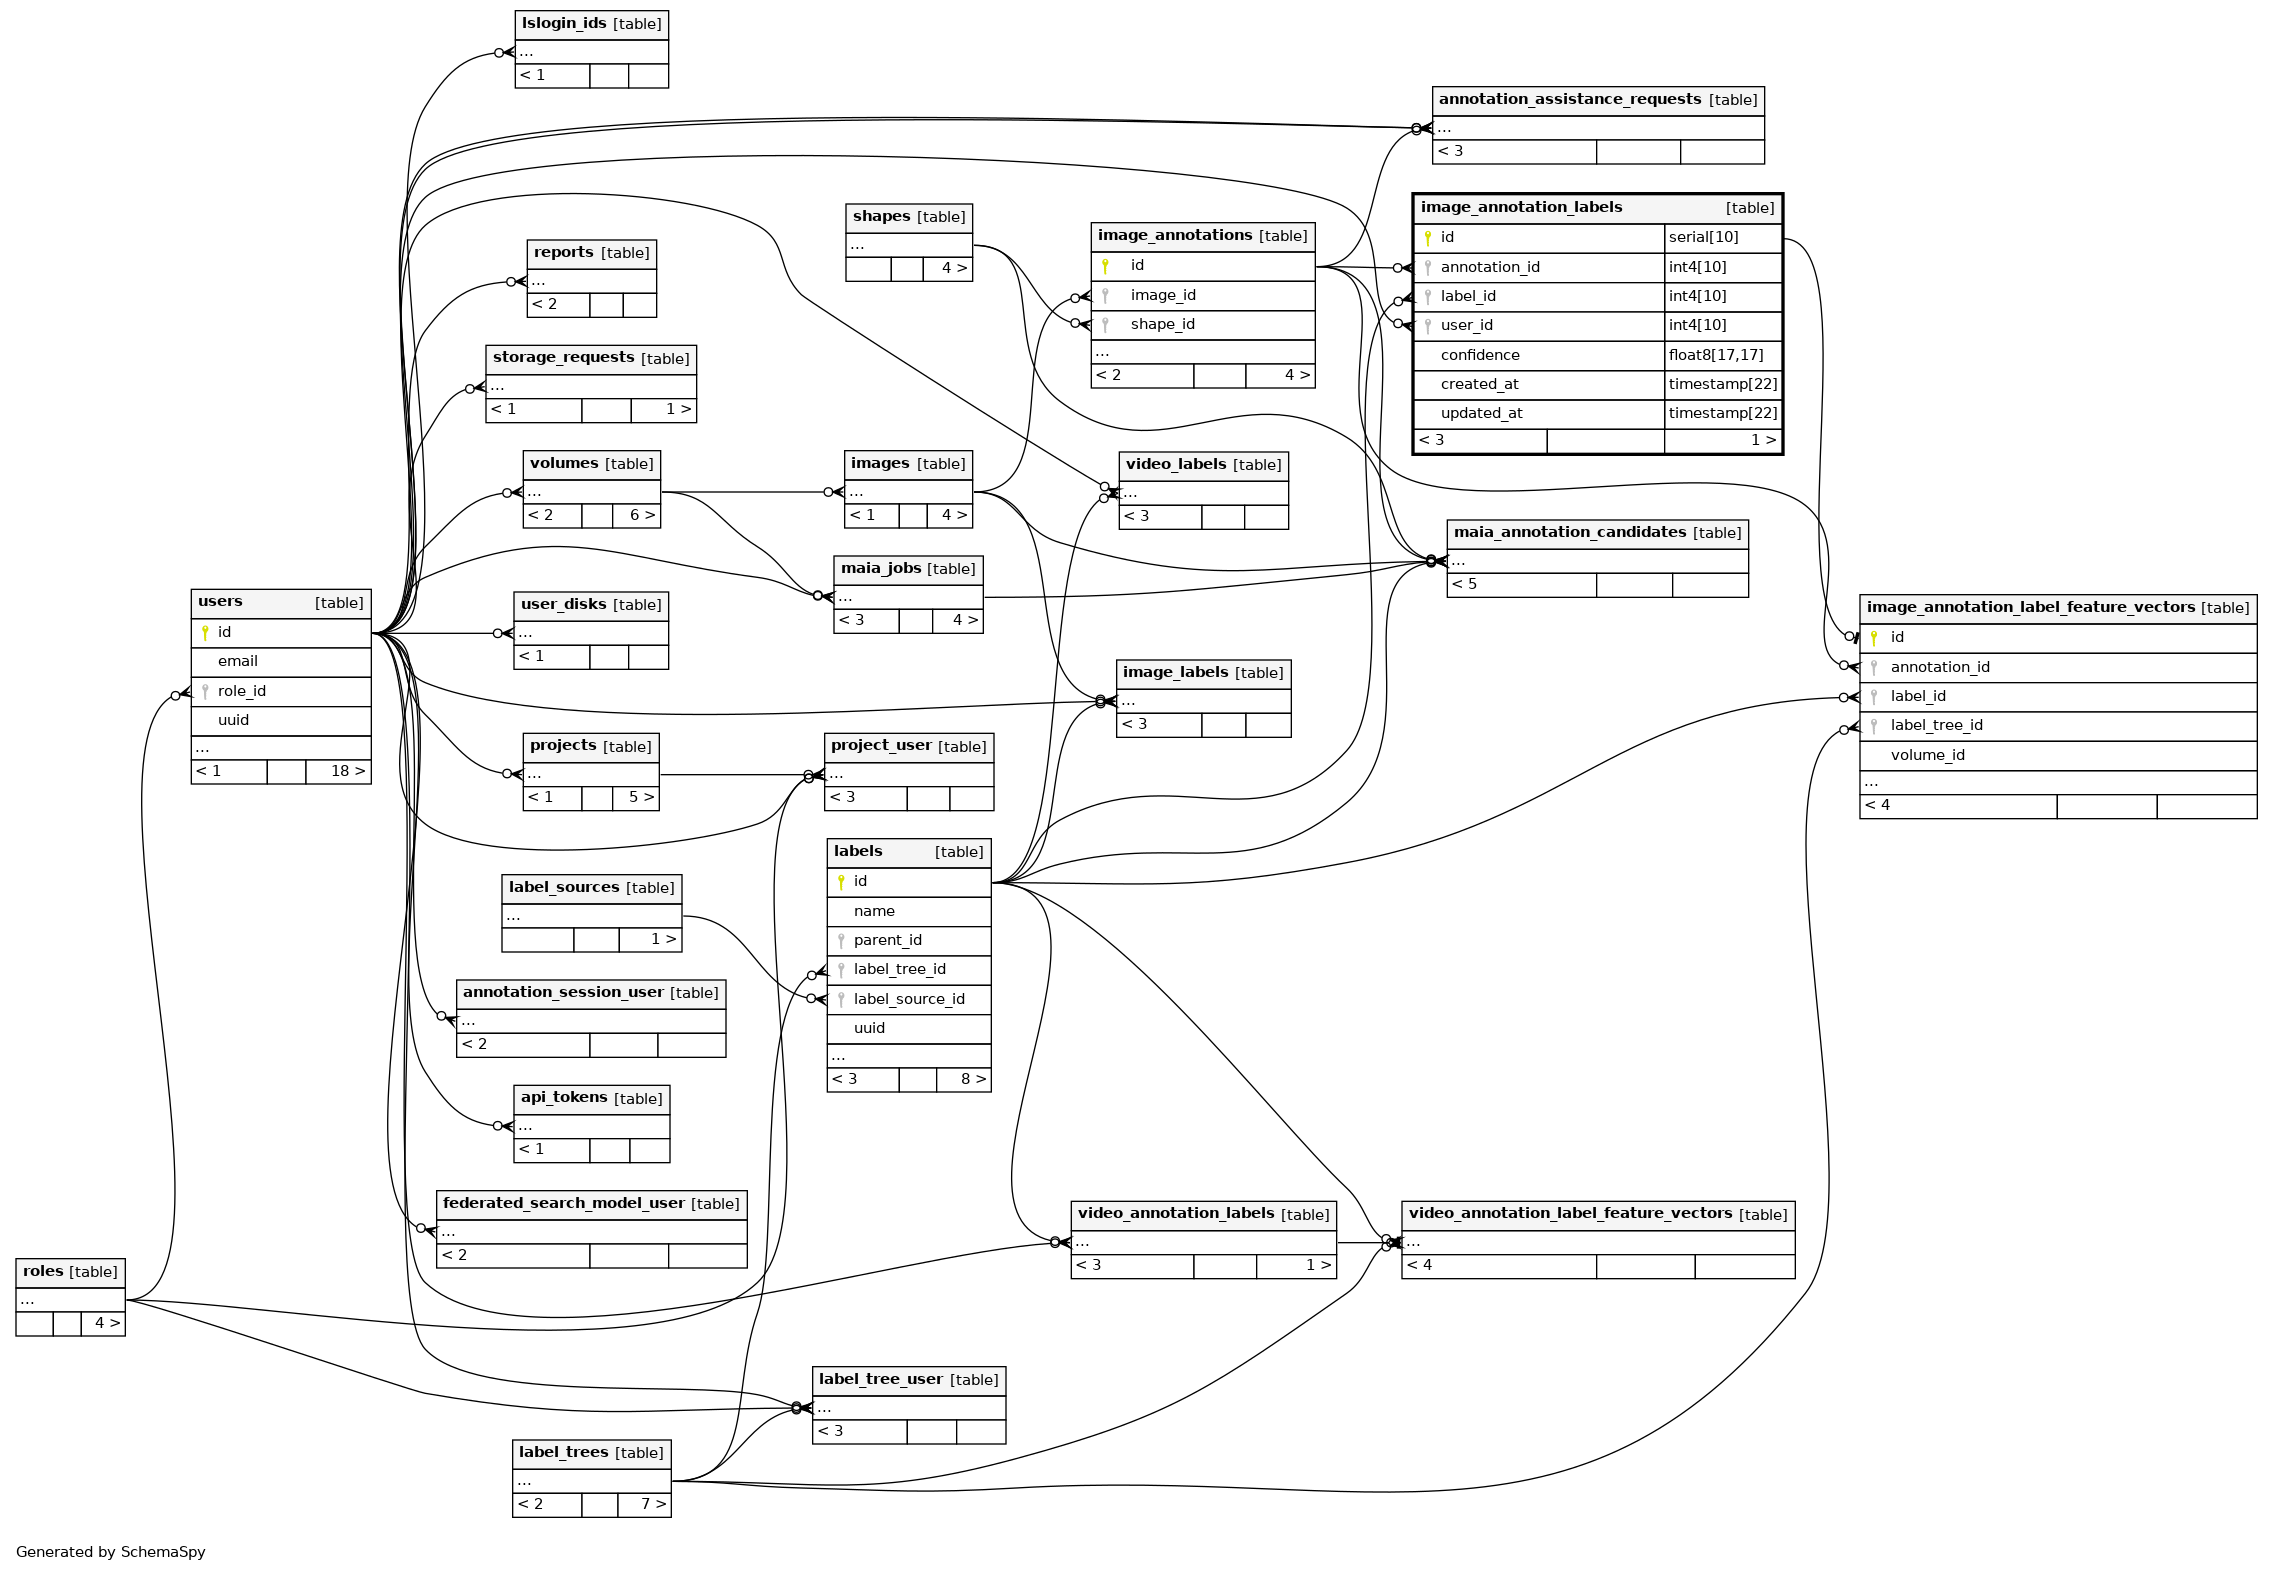 lslogin_ids [table]
...
< 1
annotation_assistance_requests [table]
...
< 3
image_annotation_labels [table]
id serial[10]
annotation_id int4[10]
label_id int4[10]
user_id int4[10]
confidence float8[17,17]
created_at timestamp[22]
updated_at timestamp[22]
< 3 1 >
shapes [table]
...
4 >
image_annotations [table]
id
image_id
shape_id
...
< 2 4 >
reports [table]
...
< 2
storage_requests [table]
...
< 1 1 >
volumes [table]
...
< 2 6 >
images [table]
...
< 1 4 >
video_labels [table]
...
< 3
maia_annotation_candidates [table]
...
< 5
maia_jobs [table]
...
< 3 4 >
users [table]
id
email
role_id
uuid
...
< 1 18 >
user_disks [table]
...
< 1
image_annotation_label_feature_vectors [table]
id
annotation_id
label_id
label_tree_id
volume_id
...
< 4
image_labels [table]
...
< 3
projects [table]
...
< 1 5 >
project_user [table]
...
< 3
labels [table]
id
name
parent_id
label_tree_id
label_source_id
uuid
...
< 3 8 >
label_sources [table]
...
1 >
annotation_session_user [table]
...
< 2
api_tokens [table]
...
< 1
federated_search_model_user [table]
...
< 2
video_annotation_labels [table]
...
< 3 1 >
video_annotation_label_feature_vectors [table]
...
< 4
roles [table]
...
4 >
label_tree_user [table]
...
< 3
label_trees [table]
...
< 2 7 >
Generated by SchemaSpy